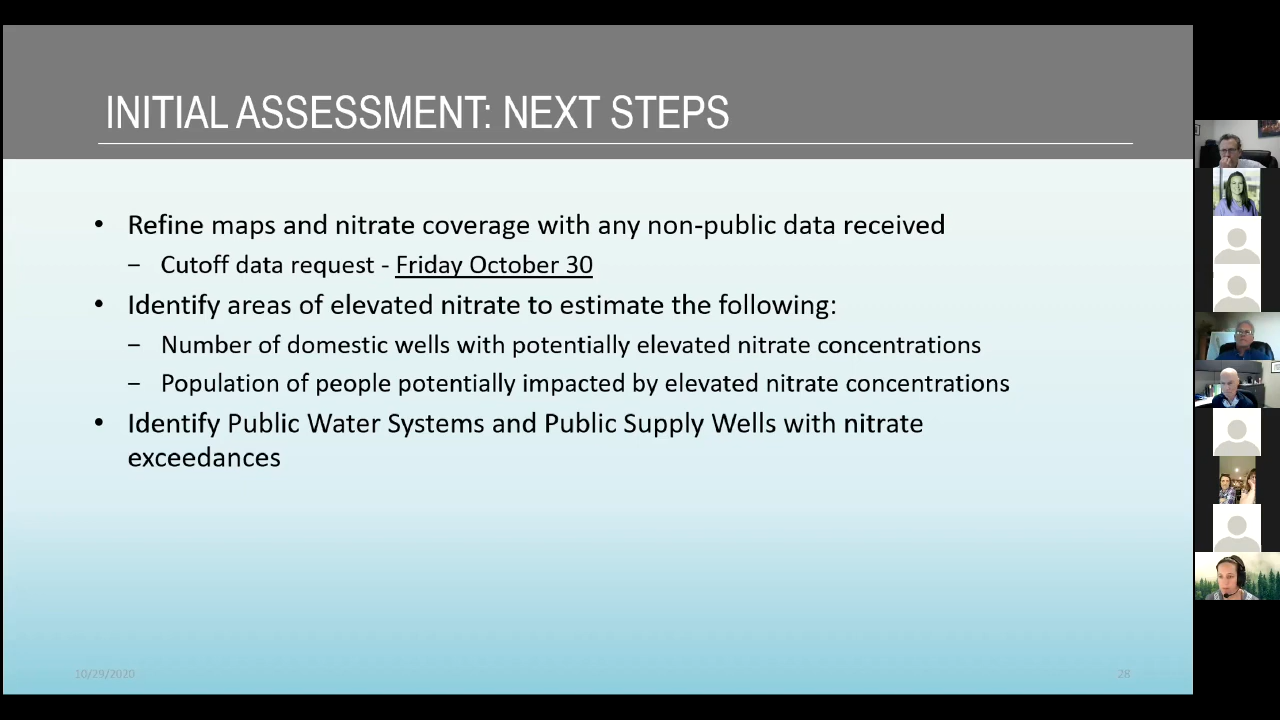 INITIAL ASSESSMENT: NEXT STEPS
• Refine maps and nitrate coverage with any non-public data received
– Cutoff data request - Friday October 30
• Identify areas of elevated nitrate to estimate the following:
– Number of domestic wells with potentially elevated nitrate concentrations
– Population of people potentially impacted by elevated nitrate concentrations
• Identify Public Water Systems and Public Supply Wells with nitrate
exceedances
10/29/2020
28